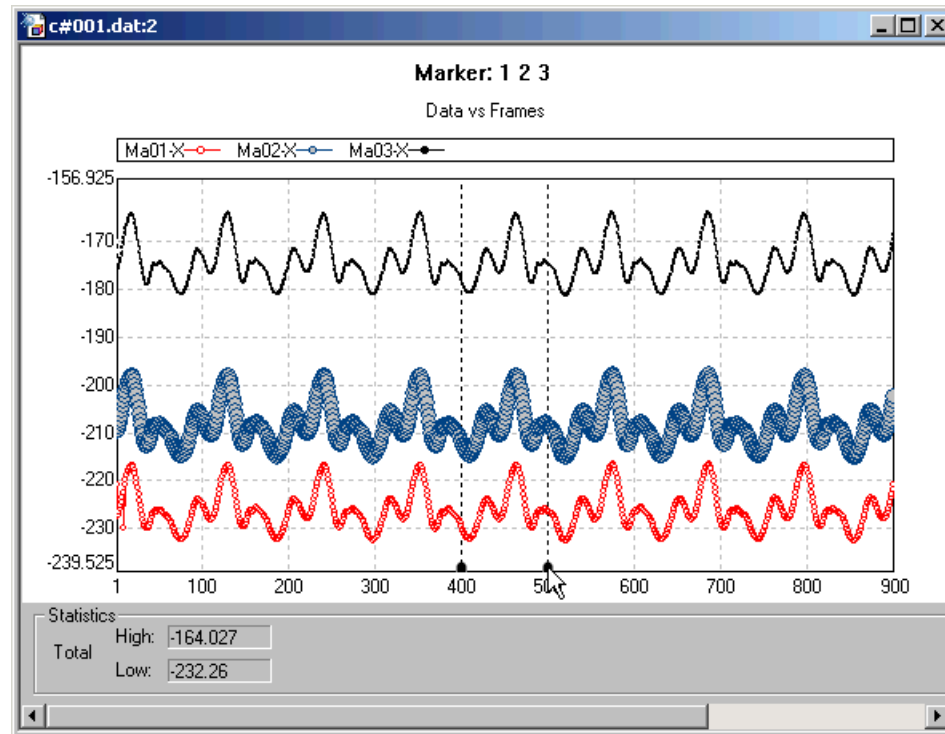 c#001.dat:2
Marker: 1 2 3
Data vs Frames
Ma01-X Ma02-X Ma03-X
-156.925
-170
-180
-190
-200
-210
-220
-230
-239.525
1 100 200 300 400 500 600 700 800 900
Statistics
Total
High: -164.027
Low: -232.26